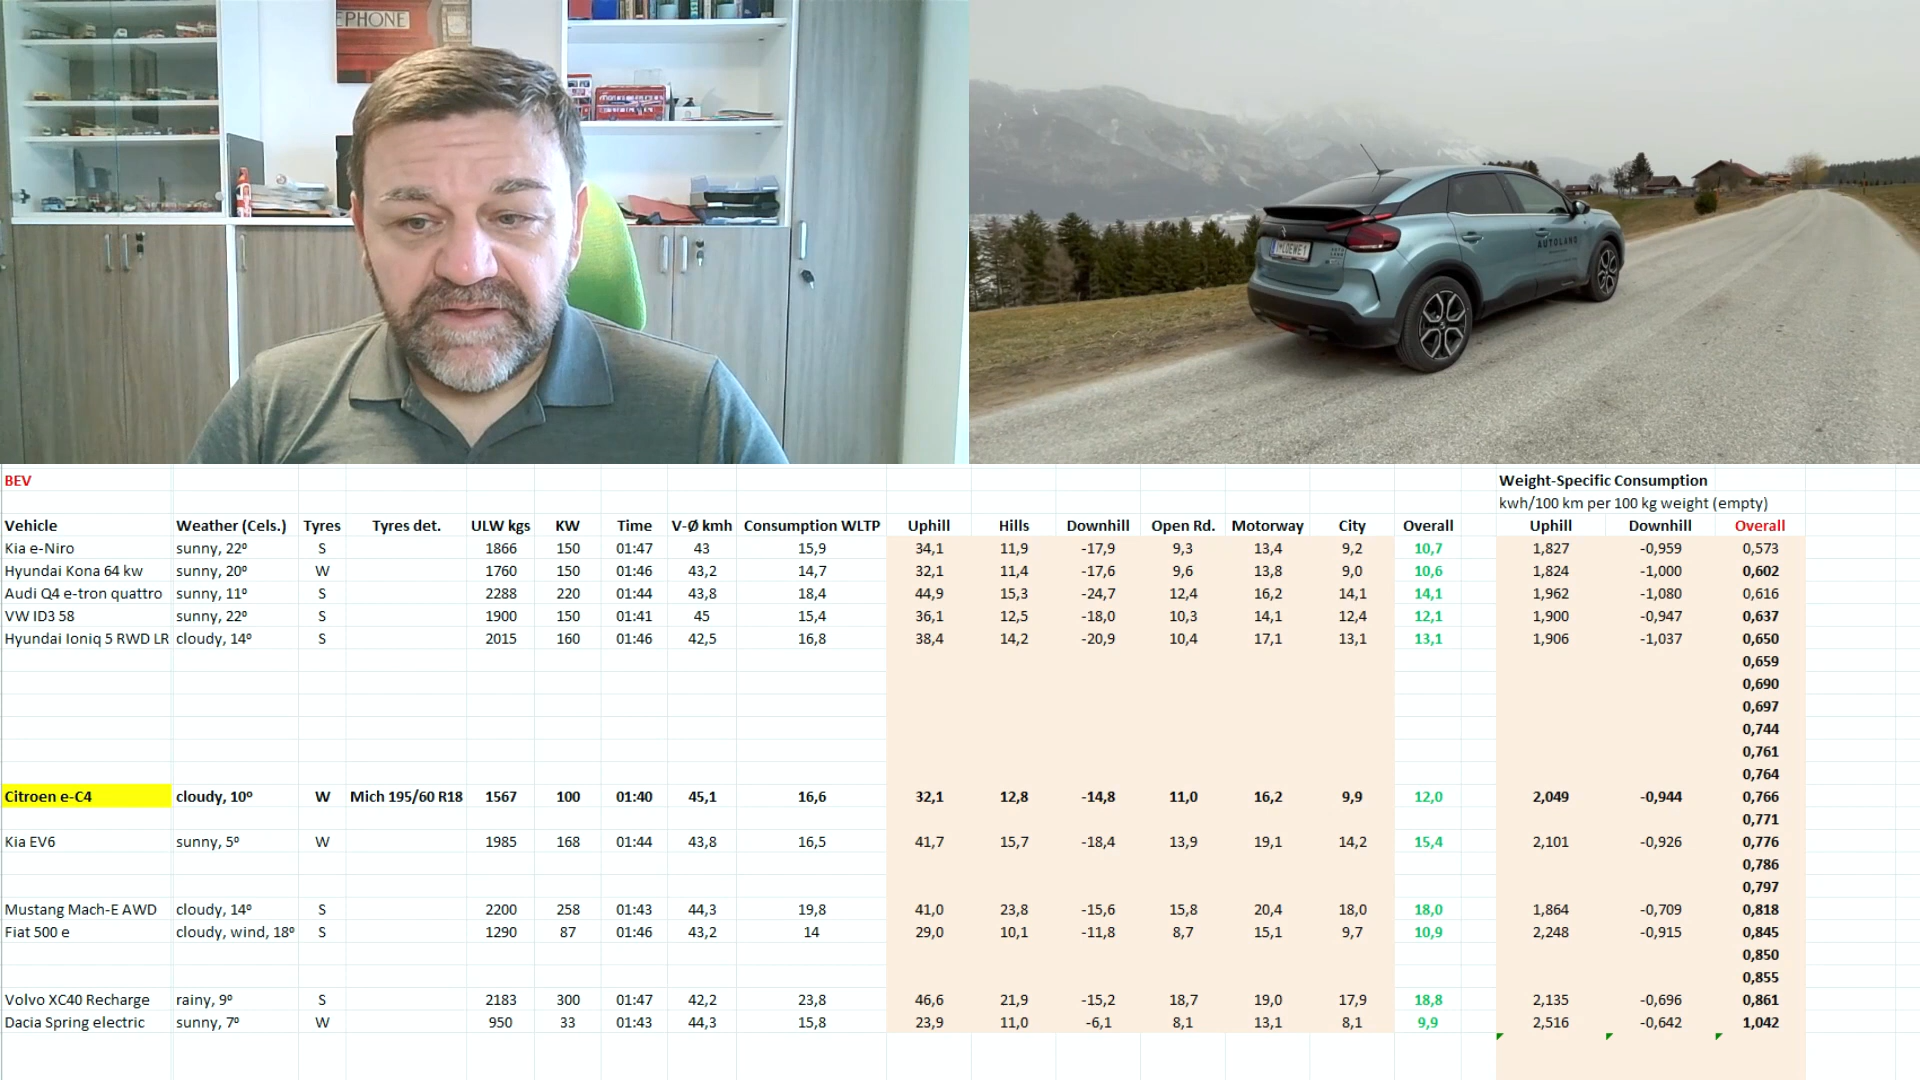 EPHONE
AUTOLAND
I LOEWE 1
BEV Weight-Specific Consumption
kwh/100 km per 100 kg weight (empty)
Vehicle Weather (Cels.) Tyres Tyres det. ULW kgs KW Time V-Ø kmh Consumption WLTP Uphill Hills Downhill Open Rd. Motorway City Overall Uphill Downhill Overall
Kia e-Niro sunny, 22º S 1866 150 01:47 43 15,9 34,1 11,9 -17,9 9,3 13,4 9,2 10,7 1,827 -0,959 0,573
Hyundai Kona 64 kw sunny, 20º W 1760 150 01:46 43,2 14,7 32,1 11,4 -17,6 9,6 13,8 9,0 10,6 1,824 -1,000 0,602
Audi Q4 e-tron quattro sunny, 11º S 2288 220 01:44 43,8 18,4 44,9 15,3 -24,7 12,4 16,2 14,1 14,1 1,962 -1,080 0,616
VW ID3 58 sunny, 22º S 1900 150 01:41 45 15,4 36,1 12,5 -18,0 10,3 14,1 12,4 12,1 1,900 -0,947 0,637
Hyundai Ioniq 5 RWD LR cloudy, 14º S 2015 160 01:46 42,5 16,8 38,4 14,2 -20,9 10,4 17,1 13,1 13,1 1,906 -1,037 0,650
0,659
0,690
0,697
0,744
0,761
0,764
Citroen e-C4 cloudy, 10º W Mich 195/60 R18 1567 100 01:40 45,1 16,6 32,1 12,8 -14,8 11,0 16,2 9,9 12,0 2,049 -0,944 0,766
0,771
Kia EV6 sunny, 5º W 1985 168 01:44 43,8 16,5 41,7 15,7 -18,4 13,9 19,1 14,2 15,4 2,101 -0,926 0,776
0,786
0,797
Mustang Mach-E AWD cloudy, 14º S 2200 258 01:43 44,3 19,8 41,0 23,8 -15,6 15,8 20,4 18,0 18,0 1,864 -0,709 0,818
Fiat 500 e cloudy, wind, 18º S 1290 87 01:46 43,2 14 29,0 10,1 -11,8 8,7 15,1 9,7 10,9 2,248 -0,915 0,845
0,850
0,855
Volvo XC40 Recharge rainy, 9º S 2183 300 01:47 42,2 23,8 46,6 21,9 -15,2 18,7 19,0 17,9 18,8 2,135 -0,696 0,861
Dacia Spring electric sunny, 7º W 950 33 01:43 44,3 15,8 23,9 11,0 -6,1 8,1 13,1 8,1 9,9 2,516 -0,642 1,042